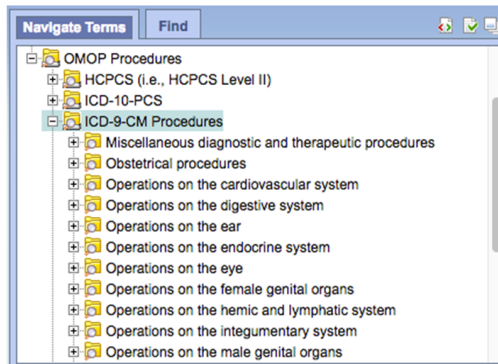 Navigate Terms Find
OMOP Procedures
HCPCS (i.e., HCPCS Level II)
ICD-10-PCS
ICD-9-CM Procedures
Miscellaneous diagnostic and therapeutic procedures
Obstetrical procedures
Operations on the cardiovascular system
Operations on the digestive system
Operations on the ear
Operations on the endocrine system
Operations on the eye
Operations on the female genital organs
Operations on the hemic and lymphatic system
Operations on the integumentary system
Operations on the male genital organs